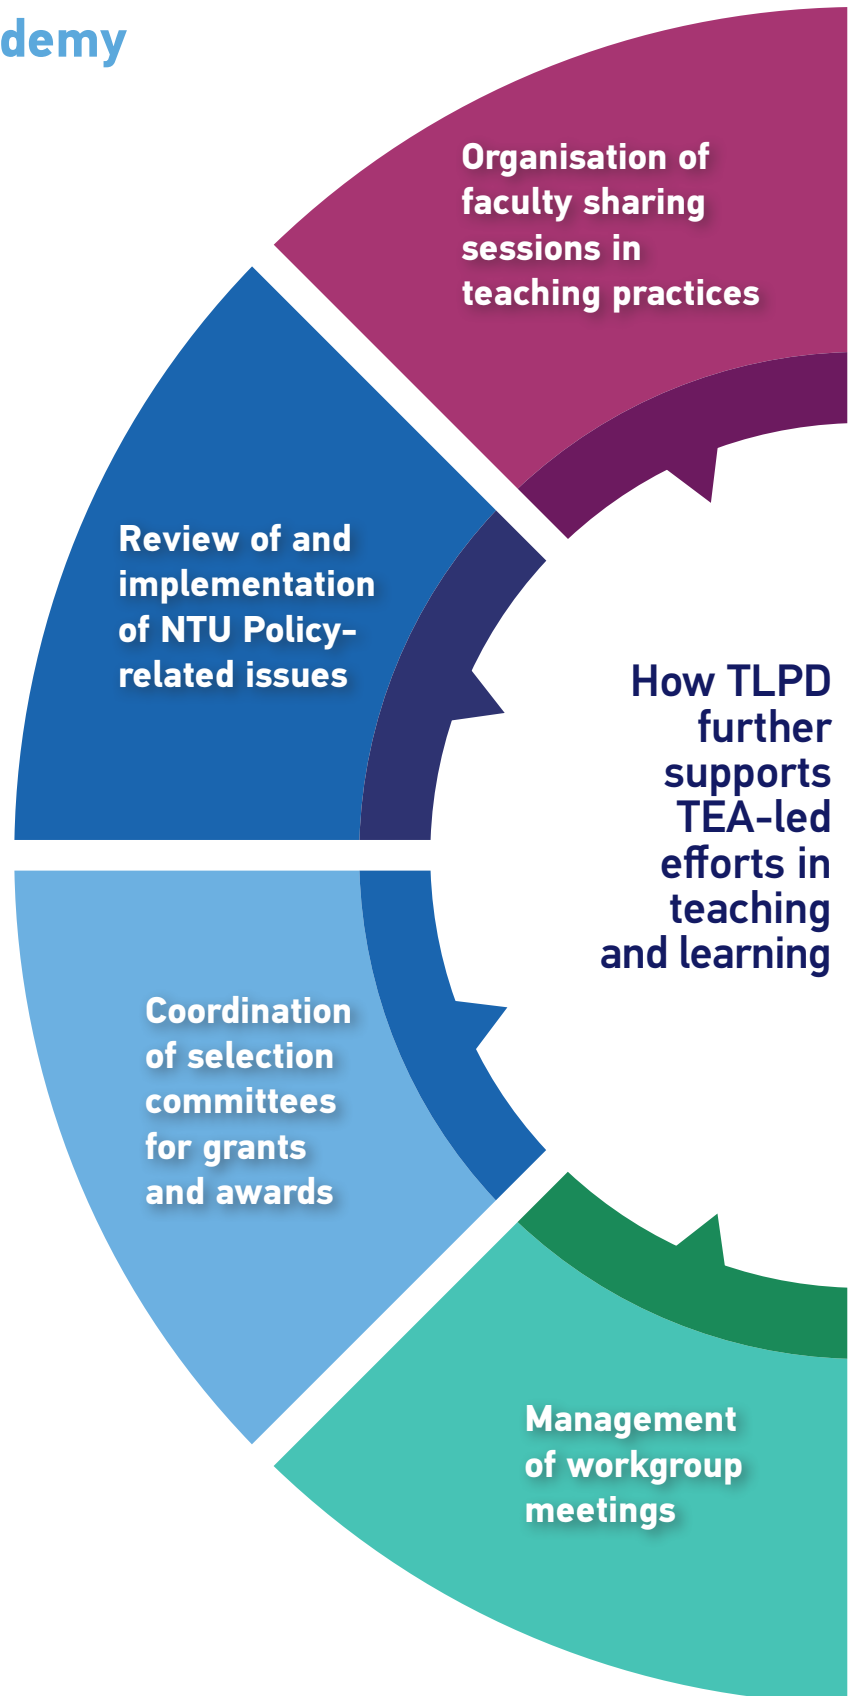 demy
Organisation of
faculty sharing
sessions in
teaching practices
Review of and
implementation
of NTU Policy-
related issues
How TLPD
further
supports
TEA-led
efforts in
teaching
and learning
Coordination
of selection
committees
for grants
and awards
Management
of workgroup
meetings